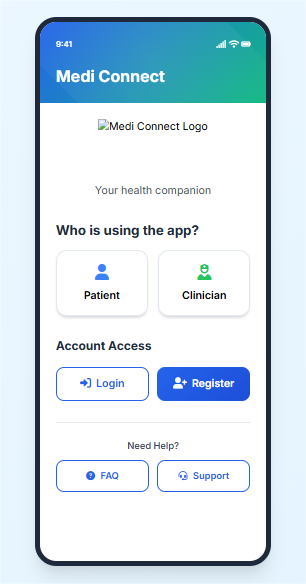 9:41
Medi Connect
Medi Connect Logo
Your health companion
Who is using the app?
Patient
Clinician
Account Access
Login
Register
Need Help?
FAQ
Support